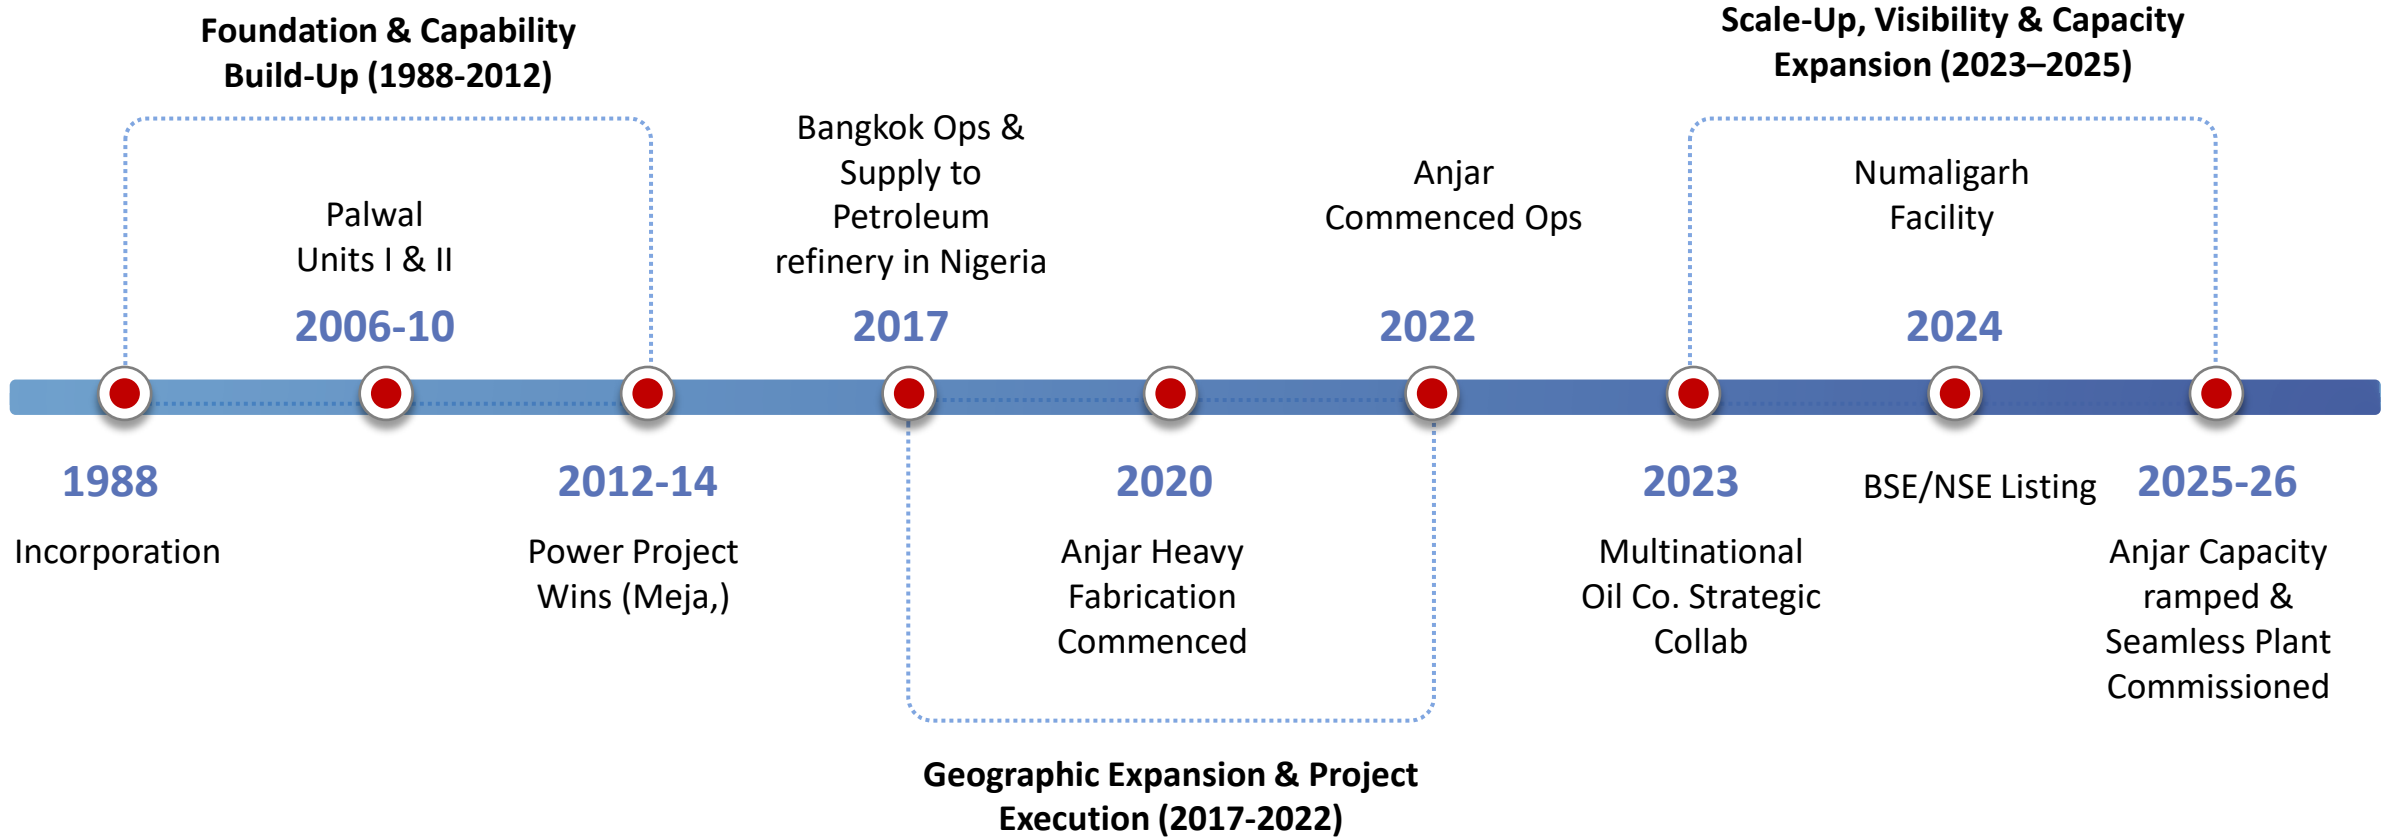 Foundation & Capability
Build-Up (1988-2012)
Scale-Up, Visibility & Capacity
Expansion (2023–2025)
Palwal
Units I & II
2006-10
Bangkok Ops &
Supply to
Petroleum
refinery in Nigeria
2017
Anjar
Commenced Ops
2022
Numaligarh
Facility
2024
1988
Incorporation
2012-14
Power Project
Wins (Meja,)
2020
Anjar Heavy
Fabrication
Commenced
2023
Multinational
Oil Co. Strategic
Collab
BSE/NSE Listing
2025-26
Anjar Capacity
ramped &
Seamless Plant
Commissioned
Geographic Expansion & Project
Execution (2017-2022)